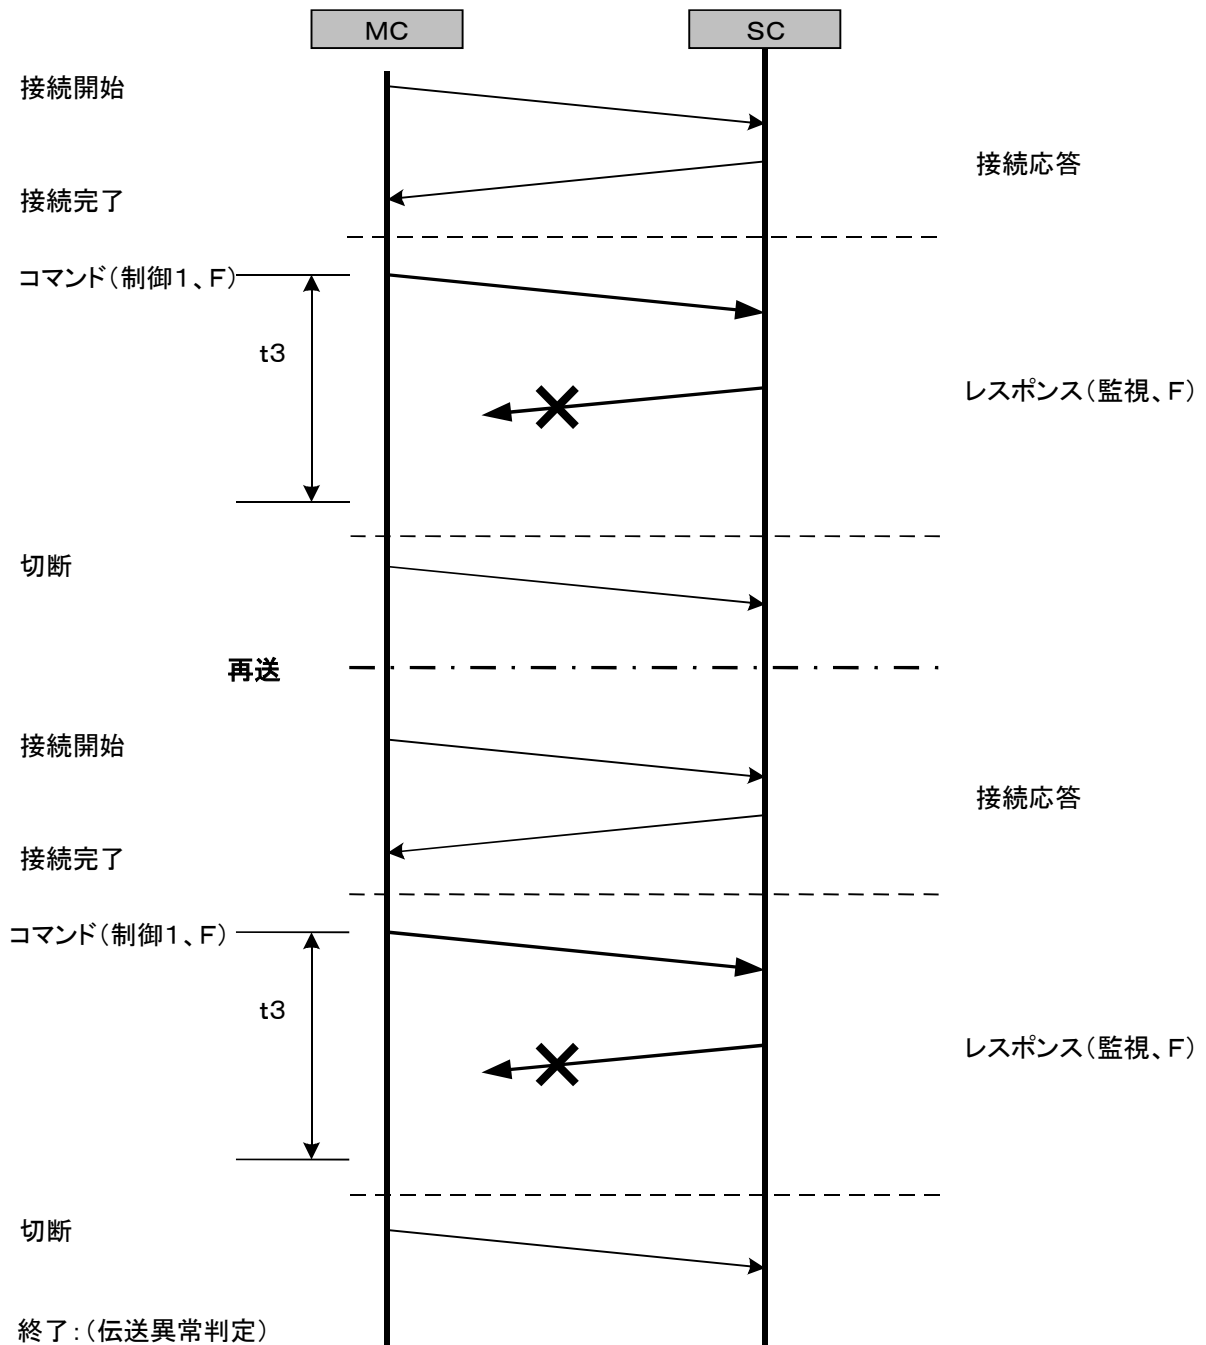 MC
SC
接続開始
接続応答
接続完了
コマンド（制御１、F）
t3
レスポンス（監視、F）
切断
再送
接続開始
接続応答
接続完了
コマンド（制御１、F）
t3
レスポンス（監視、F）
切断
終了：（伝送異常判定）